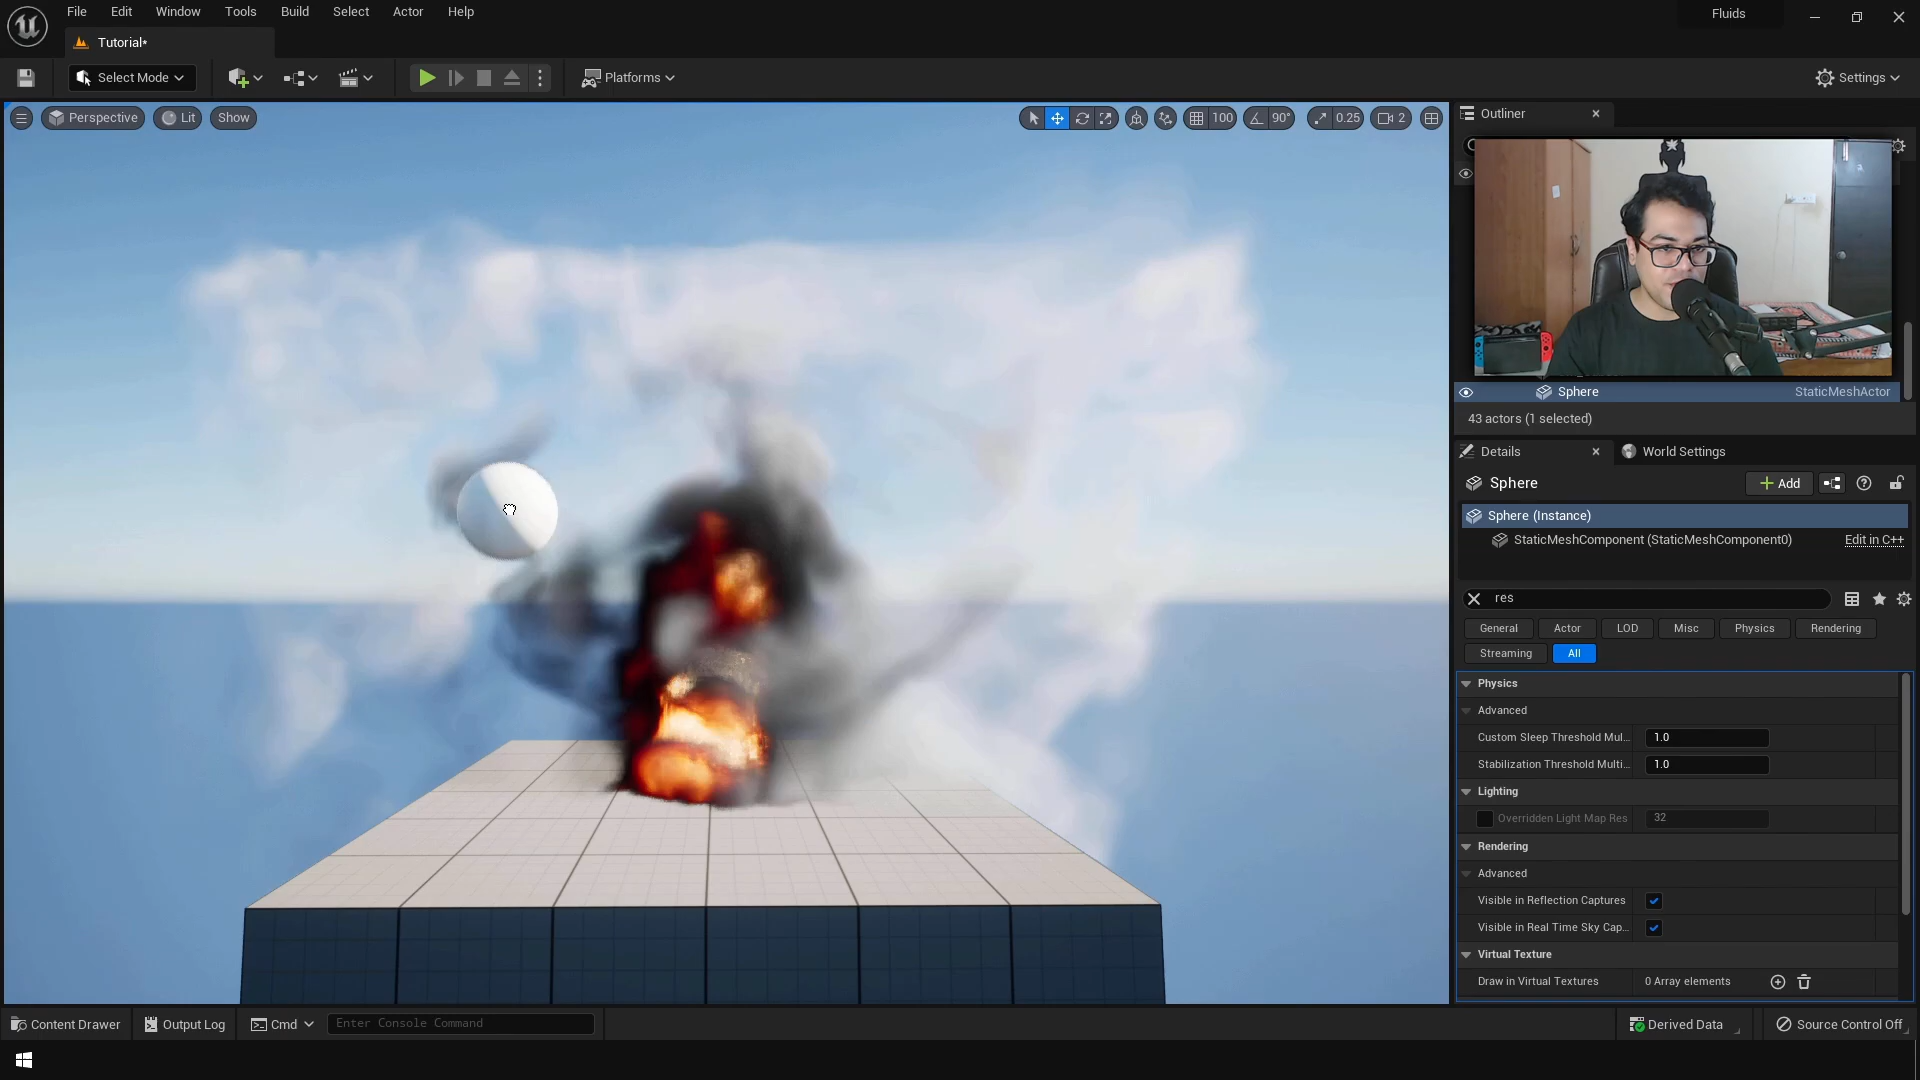 File Edit Window Tools Build Select Actor Help
Fluids
Tutorial*
Select Mode
Platforms
Settings
Perspective Lit Show
100 90° 0.25 2
Outliner
Sphere StaticMeshActor
43 actors (1 selected)
Details World Settings
Sphere
Add
Sphere (Instance)
StaticMeshComponent (StaticMeshComponent0) Edit in C++
res
General Actor LOD Misc Physics Rendering
Streaming All
Physics
Advanced
Custom Sleep Threshold Mul... 1.0
Stabilization Threshold Multi... 1.0
Lighting
Overridden Light Map Res 32
Rendering
Advanced
Visible in Reflection Captures
Visible in Real Time Sky Cap...
Virtual Texture
Draw in Virtual Textures 0 Array elements
Content Drawer Output Log Cmd Enter Console Command
Derived Data Source Control Off